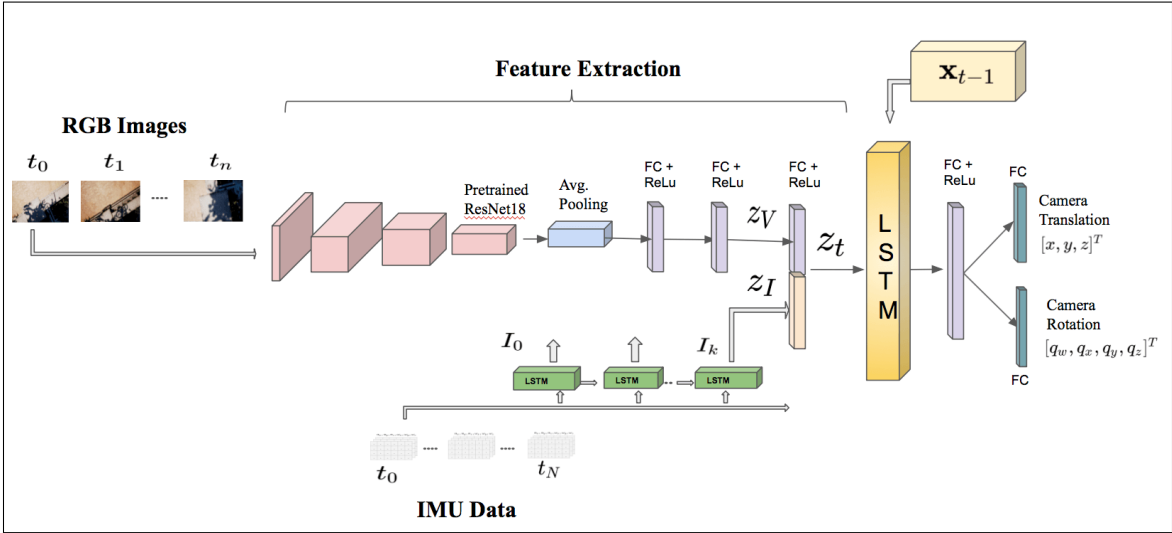 Feature Extraction
𝐱_{t−1}
RGB Images
t_0
t_1
t_n
Pretrained
ResNet18
Avg.
Pooling
FC +
ReLu
FC +
ReLu
FC +
ReLu
z_V
z_I
z_t
LSTM
FC +
ReLu
FC
Camera
Translation
[x, y, z]^T
Camera
Rotation
[q_w, q_x, q_y, q_z]^T
FC
I_0
I_k
LSTM
LSTM
LSTM
t_0
t_N
IMU Data